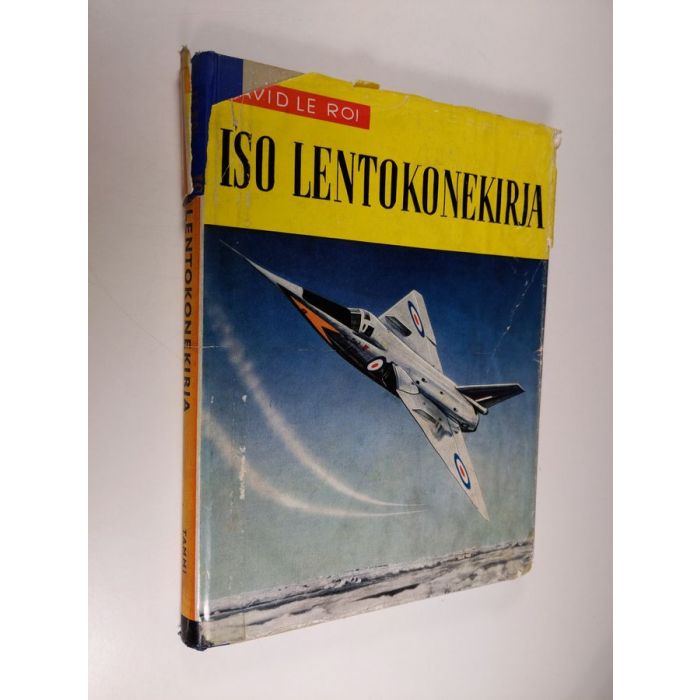 AVID LE ROI
ISO LENTOKONEKIRJA
LENTOKONEKIRJA
TAMMI